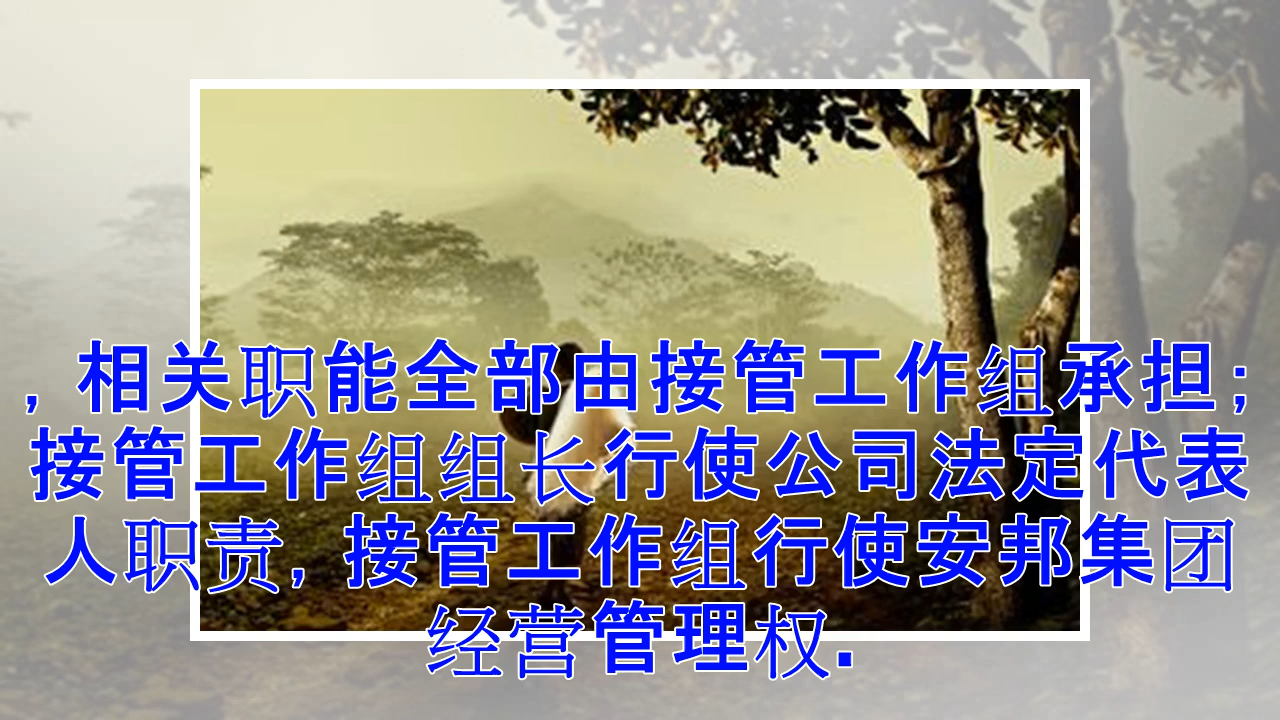 , 相关职能全部由接管工作组承担;
接管工作组组长行使公司法定代表
人职责, 接管工作组行使安邦集团
经营管理权.